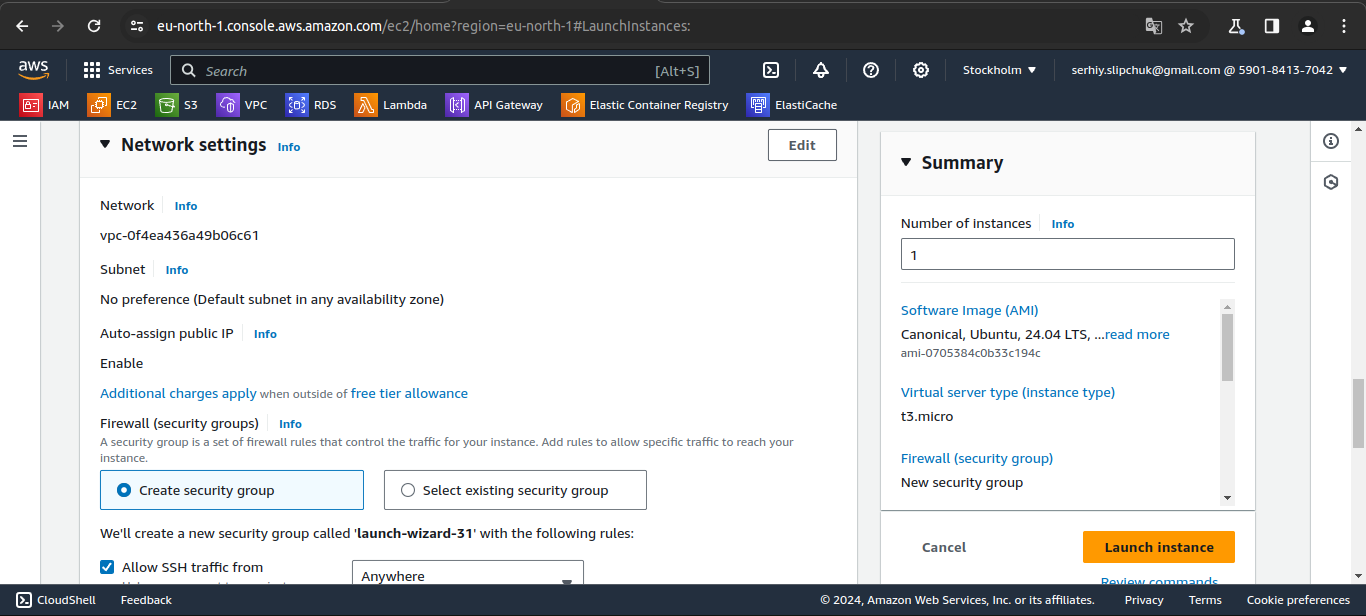 eu-north-1.console.aws.amazon.com/ec2/home?region=eu-north-1#LaunchInstances:
aws
Services
Search
[Alt+S]
Stockholm
serhiy.slipchuk@gmail.com @ 5901-8413-7042
IAM
EC2
S3
VPC
RDS
Lambda
API Gateway
Elastic Container Registry
ElastiCache
Network settings Info
Edit
Network Info
vpc-0f4ea436a49b06c61
Subnet Info
No preference (Default subnet in any availability zone)
Auto-assign public IP Info
Enable
Additional charges apply when outside of free tier allowance
Firewall (security groups) Info
A security group is a set of firewall rules that control the traffic for your instance. Add rules to allow specific traffic to reach your
instance.
Create security group
Select existing security group
We'll create a new security group called 'launch-wizard-31' with the following rules:
Allow SSH traffic from
Anywhere
Summary
Number of instances Info
1
Software Image (AMI)
Canonical, Ubuntu, 24.04 LTS, ...read more
ami-0705384c0b33c194c
Virtual server type (instance type)
t3.micro
Firewall (security group)
New security group
Cancel
Launch instance
Review commands
CloudShell
Feedback
© 2024, Amazon Web Services, Inc. or its affiliates.
Privacy
Terms
Cookie preferences